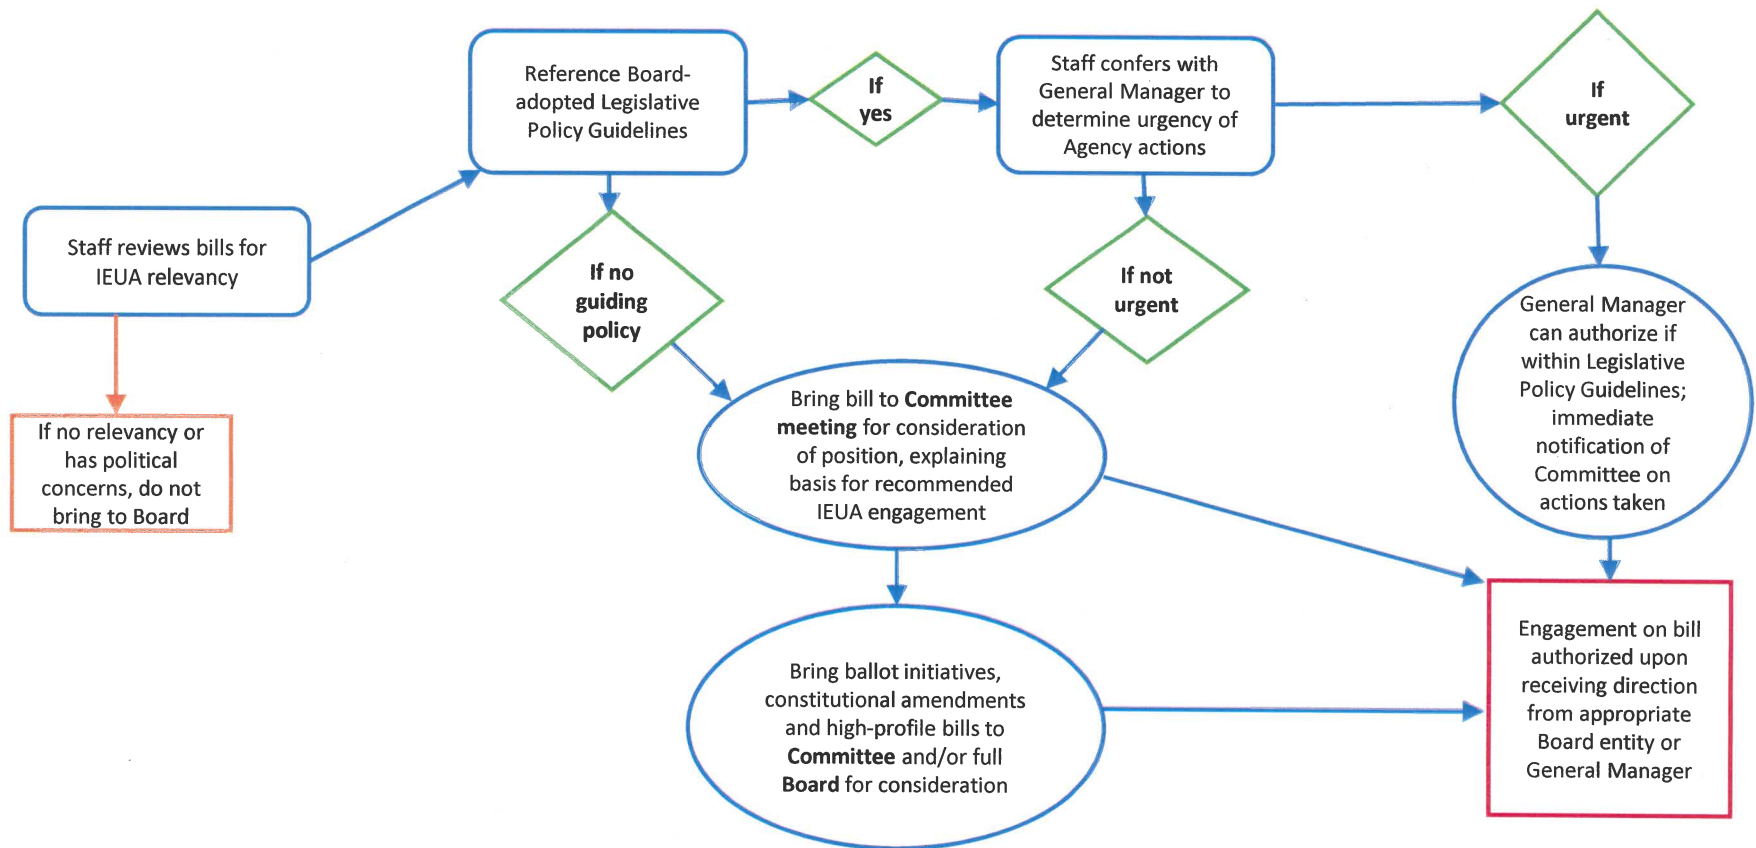 Reference Board-
adopted Legislative
Policy Guidelines
If
yes
Staff confers with
General Manager to
determine urgency of
Agency actions
If
urgent
Staff reviews bills for
IEUA relevancy
If no
guiding
policy
If not
urgent
General Manager
can authorize if
within Legislative
Policy Guidelines;
immediate
notification of
Committee on
actions taken
If no relevancy or
has political
concerns, do not
bring to Board
Bring bill to Committee
meeting for consideration
of position, explaining
basis for recommended
IEUA engagement
Bring ballot initiatives,
constitutional amendments
and high-profile bills to
Committee and/or full
Board for consideration
Engagement on bill
authorized upon
receiving direction
from appropriate
Board entity or
General Manager